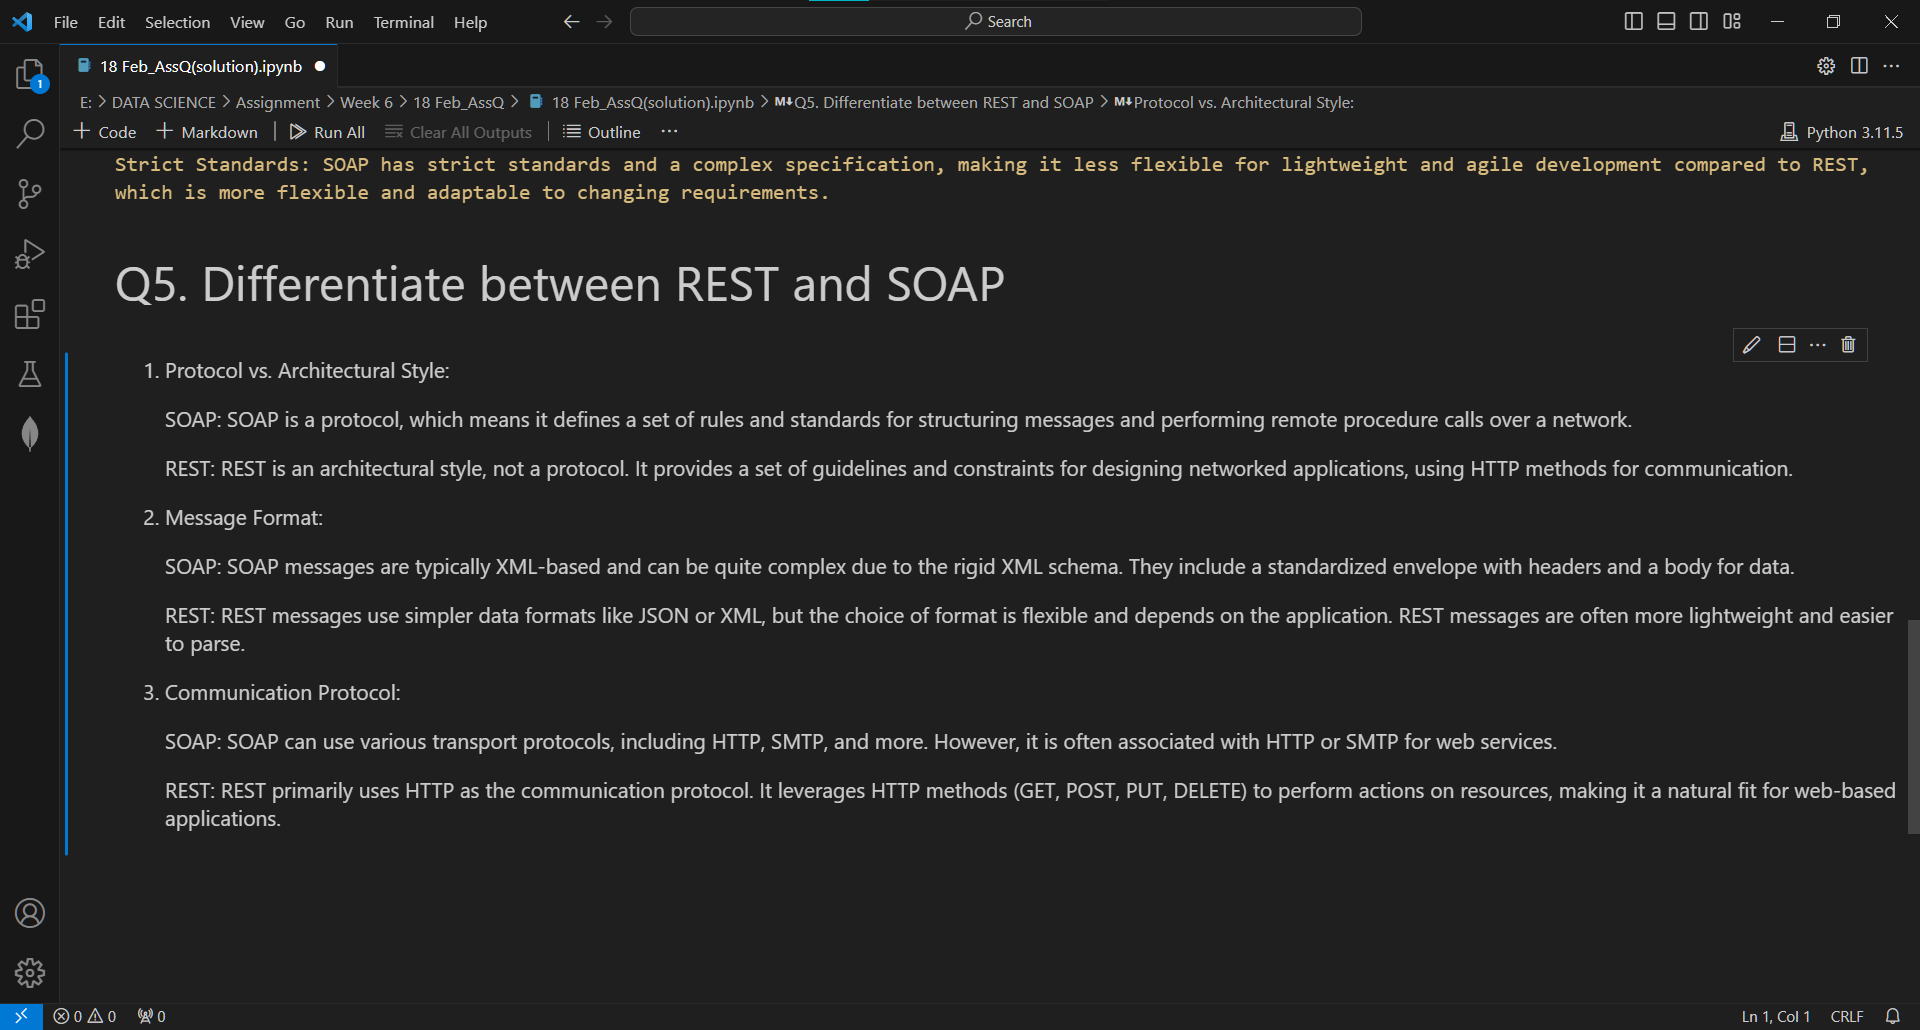 File Edit Selection View Go Run Terminal Help
Search
1
18 Feb_AssQ(solution).ipynb
E: > DATA SCIENCE > Assignment > Week 6 > 18 Feb_AssQ > 18 Feb_AssQ(solution).ipynb > M↓Q5. Differentiate between REST and SOAP > M↓Protocol vs. Architectural Style:
+ Code + Markdown | Run All Clear All Outputs | Outline ··· Python 3.11.5
Strict Standards: SOAP has strict standards and a complex specification, making it less flexible for lightweight and agile development compared to REST,
which is more flexible and adaptable to changing requirements.
Q5. Differentiate between REST and SOAP
1. Protocol vs. Architectural Style:
SOAP: SOAP is a protocol, which means it defines a set of rules and standards for structuring messages and performing remote procedure calls over a network.
REST: REST is an architectural style, not a protocol. It provides a set of guidelines and constraints for designing networked applications, using HTTP methods for communication.
2. Message Format:
SOAP: SOAP messages are typically XML-based and can be quite complex due to the rigid XML schema. They include a standardized envelope with headers and a body for data.
REST: REST messages use simpler data formats like JSON or XML, but the choice of format is flexible and depends on the application. REST messages are often more lightweight and easier
to parse.
3. Communication Protocol:
SOAP: SOAP can use various transport protocols, including HTTP, SMTP, and more. However, it is often associated with HTTP or SMTP for web services.
REST: REST primarily uses HTTP as the communication protocol. It leverages HTTP methods (GET, POST, PUT, DELETE) to perform actions on resources, making it a natural fit for web-based
applications.
0 0 0 Ln 1, Col 1 CRLF